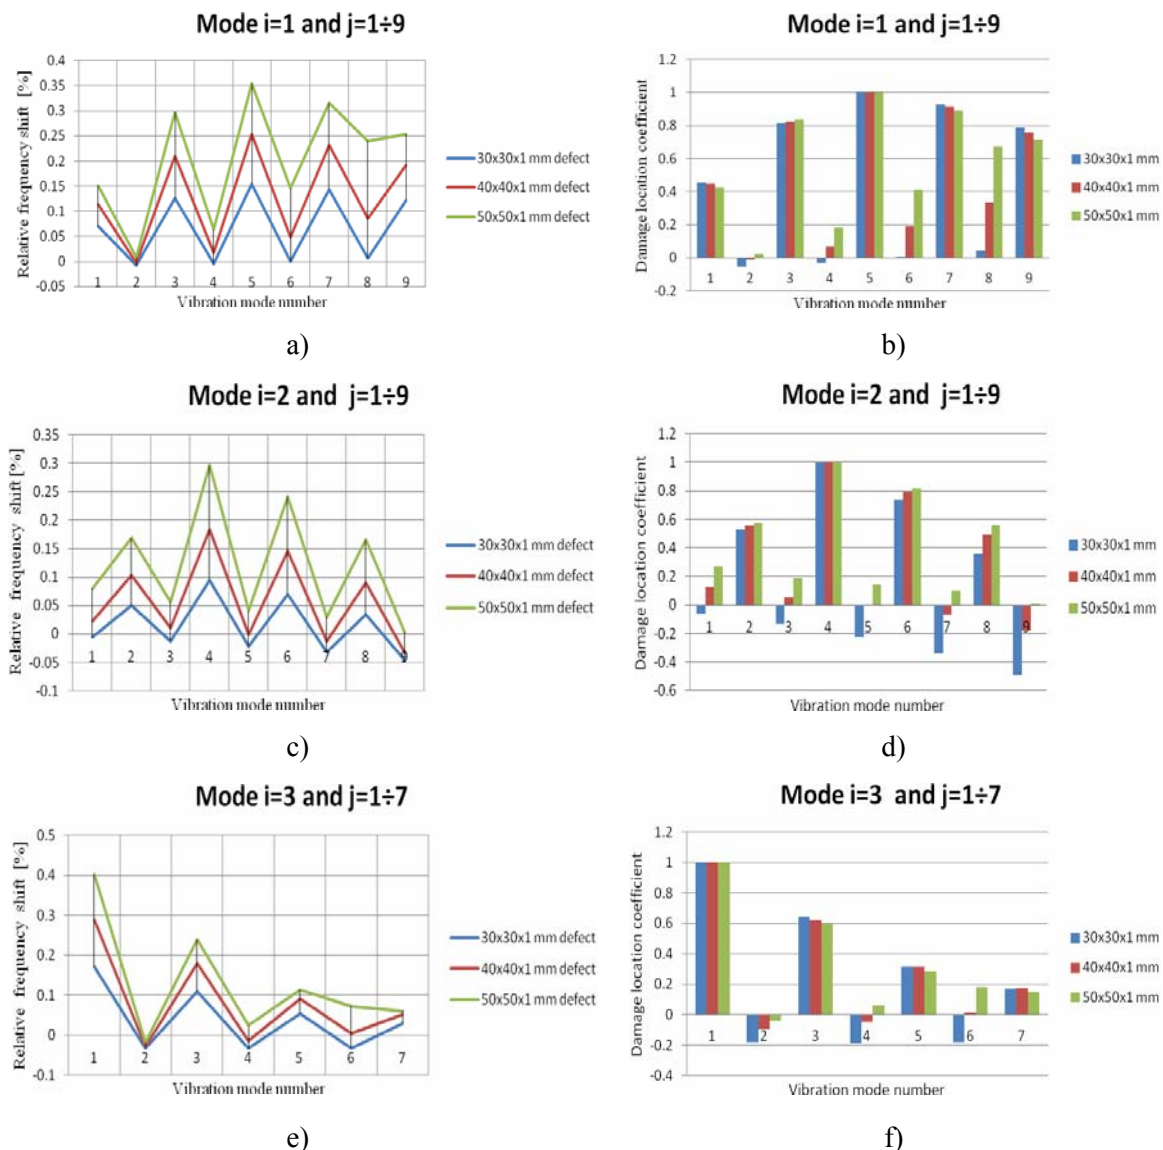 Mode i=1 and j=1÷9
Relative frequency shift [%]
0.4
0.35
0.3
0.25
0.2
0.15
0.1
0.05
0
-0.05
1 2 3 4 5 6 7 8 9
Vibration mode number
30x30x1 mm defect
40x40x1 mm defect
50x50x1 mm defect
a)
Mode i=1 and j=1÷9
Damage location coefficient
1.2
1
0.8
0.6
0.4
0.2
0
-0.2
1 2 3 4 5 6 7 8 9
Vibration mode number
30x30x1 mm
40x40x1 mm
50x50x1 mm
b)
Mode i=2 and j=1÷9
Relative frequency shift [%]
0.35
0.3
0.25
0.2
0.15
0.1
0.05
0
-0.05
-0.1
1 2 3 4 5 6 7 8 9
Vibration mode number
30x30x1 mm defect
40x40x1 mm defect
50x50x1 mm defect
c)
Mode i=2 and j=1÷9
Damage location coefficient
1.2
1
0.8
0.6
0.4
0.2
0
-0.2
-0.4
-0.6
1 2 3 4 5 6 7 8 9
Vibration mode number
30x30x1 mm
40x40x1 mm
50x50x1 mm
d)
Mode i=3 and j=1÷7
Relative frequency shift [%]
0.5
0.4
0.3
0.2
0.1
0
-0.1
1 2 3 4 5 6 7
Vibration mode number
30x30x1 mm defect
40x40x1 mm defect
50x50x1 mm defect
e)
Mode i=3 and j=1÷7
Damage location coefficient
1.2
1
0.8
0.6
0.4
0.2
0
-0.2
-0.4
1 2 3 4 5 6 7
Vibration mode number
30x30x1 mm
40x40x1 mm
50x50x1 mm
f)